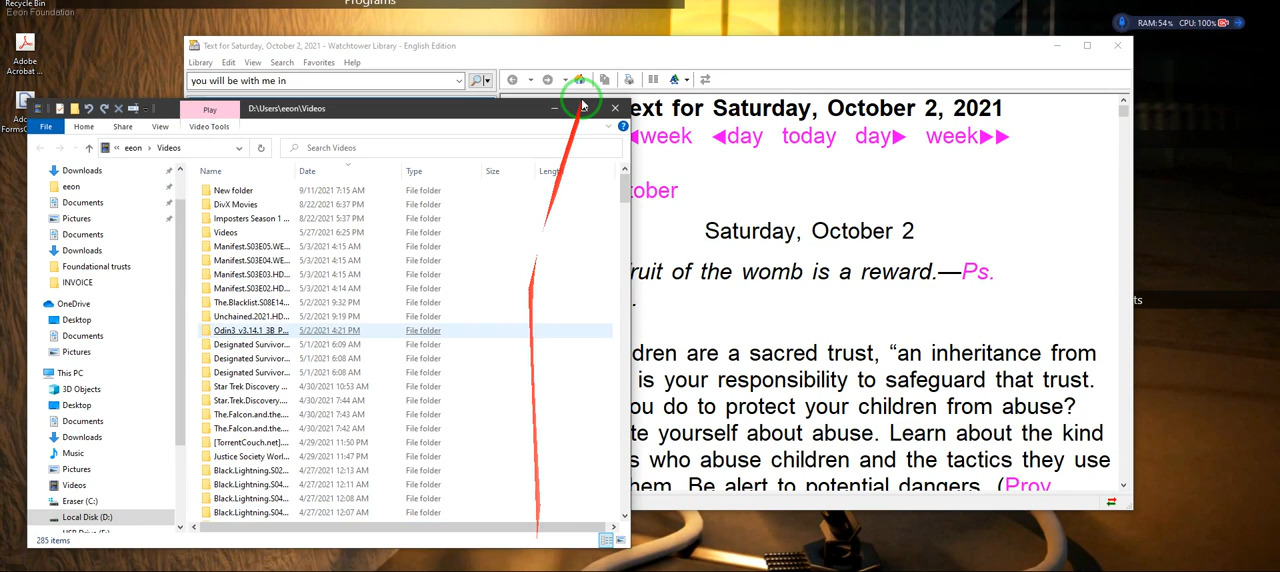 Recycle Bin
Eeon Foundation
Programs
Adobe
Acrobat ...
RAM:54% CPU:100%
Text for Saturday, October 2, 2021 - Watchtower Library - English Edition
Library Edit View Search Favorites Help
you will be with me in
Play
D:\Users\eeon\Videos
File Home Share View Video Tools
eeon Videos
Search Videos
Downloads
eeon
Documents
Pictures
Documents
Downloads
Foundational trusts
INVOICE
OneDrive
Desktop
Documents
Pictures
This PC
3D Objects
Desktop
Documents
Downloads
Music
Pictures
Videos
Eraser (C:)
Local Disk (D:)
Name Date Type Size Length
New folder 9/11/2021 7:15 AM File folder
DivX Movies 8/22/2021 6:37 PM File folder
Imposters Season 1 ... 8/22/2021 5:37 PM File folder
Videos 5/27/2021 6:25 PM File folder
Manifest.S03E05.WE... 5/3/2021 4:15 AM File folder
Manifest.S03E04.WE... 5/3/2021 4:15 AM File folder
Manifest.S03E03.HD... 5/3/2021 4:15 AM File folder
Manifest.S03E02.HD... 5/3/2021 4:14 AM File folder
The.Blacklist.S08E14... 5/2/2021 9:32 PM File folder
Unchained.2021.HD... 5/2/2021 9:19 PM File folder
Odin3_v3.14.1_3B_P... 5/2/2021 4:21 PM File folder
Designated Survivor... 5/1/2021 6:09 AM File folder
Designated Survivor... 5/1/2021 6:08 AM File folder
Designated Survivor... 5/1/2021 6:08 AM File folder
Star Trek Discovery ... 4/30/2021 10:53 AM File folder
Star.Trek.Discovery.... 4/30/2021 7:44 AM File folder
The.Falcon.and.the.... 4/30/2021 7:43 AM File folder
The.Falcon.and.the.... 4/30/2021 7:42 AM File folder
[TorrentCouch.net].... 4/29/2021 11:50 PM File folder
Justice Society Worl... 4/29/2021 11:47 PM File folder
Black.Lightning.S02... 4/27/2021 12:13 AM File folder
Black.Lightning.S04... 4/27/2021 12:11 AM File folder
Black.Lightning.S04... 4/27/2021 12:08 AM File folder
Black.Lightning.S04... 4/27/2021 12:07 AM File folder
285 items
ext for Saturday, October 2, 2021
◀week ◀day today day▶ week▶▶
tober
Saturday, October 2
ruit of the womb is a reward.—Ps.
dren are a sacred trust, “an inheritance from
is your responsibility to safeguard that trust.
ou do to protect your children from abuse?
te yourself about abuse. Learn about the kind
s who abuse children and the tactics they use
hem. Be alert to potential dangers. (Prov.
ts